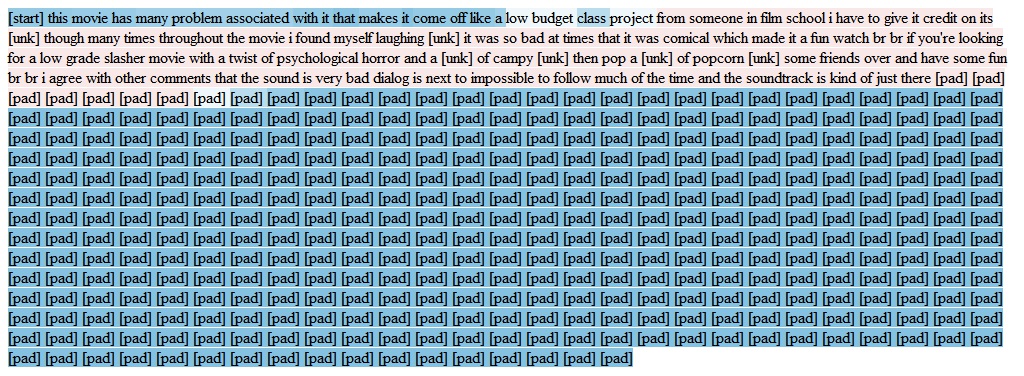 [start] this movie has many problem associated with it that makes it come off like a low budget class project from someone in film school i have to give it credit on its
[unk] though many times throughout the movie i found myself laughing [unk] it was so bad at times that it was comical which made it a fun watch br br if you're looking
for a low grade slasher movie with a twist of psychological horror and a [unk] of campy [unk] then pop a [unk] of popcorn [unk] some friends over and have some fun
br br i agree with other comments that the sound is very bad dialog is next to impossible to follow much of the time and the soundtrack is kind of just there [pad] [pad]
[pad] [pad] [pad] [pad] [pad] [pad] [pad] [pad] [pad] [pad] [pad] [pad] [pad] [pad] [pad] [pad] [pad] [pad] [pad] [pad] [pad] [pad] [pad] [pad] [pad] [pad] [pad]
[pad] [pad] [pad] [pad] [pad] [pad] [pad] [pad] [pad] [pad] [pad] [pad] [pad] [pad] [pad] [pad] [pad] [pad] [pad] [pad] [pad] [pad] [pad] [pad] [pad] [pad] [pad]
[pad] [pad] [pad] [pad] [pad] [pad] [pad] [pad] [pad] [pad] [pad] [pad] [pad] [pad] [pad] [pad] [pad] [pad] [pad] [pad] [pad] [pad] [pad] [pad] [pad] [pad] [pad]
[pad] [pad] [pad] [pad] [pad] [pad] [pad] [pad] [pad] [pad] [pad] [pad] [pad] [pad] [pad] [pad] [pad] [pad] [pad] [pad] [pad] [pad] [pad] [pad] [pad] [pad] [pad]
[pad] [pad] [pad] [pad] [pad] [pad] [pad] [pad] [pad] [pad] [pad] [pad] [pad] [pad] [pad] [pad] [pad] [pad] [pad] [pad] [pad] [pad] [pad] [pad] [pad] [pad] [pad]
[pad] [pad] [pad] [pad] [pad] [pad] [pad] [pad] [pad] [pad] [pad] [pad] [pad] [pad] [pad] [pad] [pad] [pad] [pad] [pad] [pad] [pad] [pad] [pad] [pad] [pad] [pad]
[pad] [pad] [pad] [pad] [pad] [pad] [pad] [pad] [pad] [pad] [pad] [pad] [pad] [pad] [pad] [pad] [pad] [pad] [pad] [pad] [pad] [pad] [pad] [pad] [pad] [pad] [pad]
[pad] [pad] [pad] [pad] [pad] [pad] [pad] [pad] [pad] [pad] [pad] [pad] [pad] [pad] [pad] [pad] [pad] [pad] [pad] [pad] [pad] [pad] [pad] [pad] [pad] [pad] [pad]
[pad] [pad] [pad] [pad] [pad] [pad] [pad] [pad] [pad] [pad] [pad] [pad] [pad] [pad] [pad] [pad] [pad] [pad] [pad] [pad] [pad] [pad] [pad] [pad] [pad] [pad] [pad]
[pad] [pad] [pad] [pad] [pad] [pad] [pad] [pad] [pad] [pad] [pad] [pad] [pad] [pad] [pad] [pad] [pad] [pad] [pad] [pad] [pad] [pad] [pad] [pad] [pad] [pad] [pad]
[pad] [pad] [pad] [pad] [pad] [pad] [pad] [pad] [pad] [pad] [pad] [pad] [pad] [pad] [pad] [pad] [pad] [pad] [pad] [pad] [pad] [pad] [pad] [pad] [pad] [pad] [pad]
[pad] [pad] [pad] [pad] [pad] [pad] [pad] [pad] [pad] [pad] [pad] [pad] [pad] [pad] [pad] [pad] [pad] [pad] [pad] [pad] [pad] [pad] [pad] [pad] [pad] [pad] [pad]
[pad] [pad] [pad] [pad] [pad] [pad] [pad] [pad] [pad] [pad] [pad] [pad] [pad] [pad] [pad] [pad] [pad] [pad] [pad] [pad] [pad] [pad] [pad] [pad] [pad] [pad] [pad]
[pad] [pad] [pad] [pad] [pad] [pad] [pad] [pad] [pad] [pad] [pad] [pad] [pad] [pad] [pad] [pad] [pad]